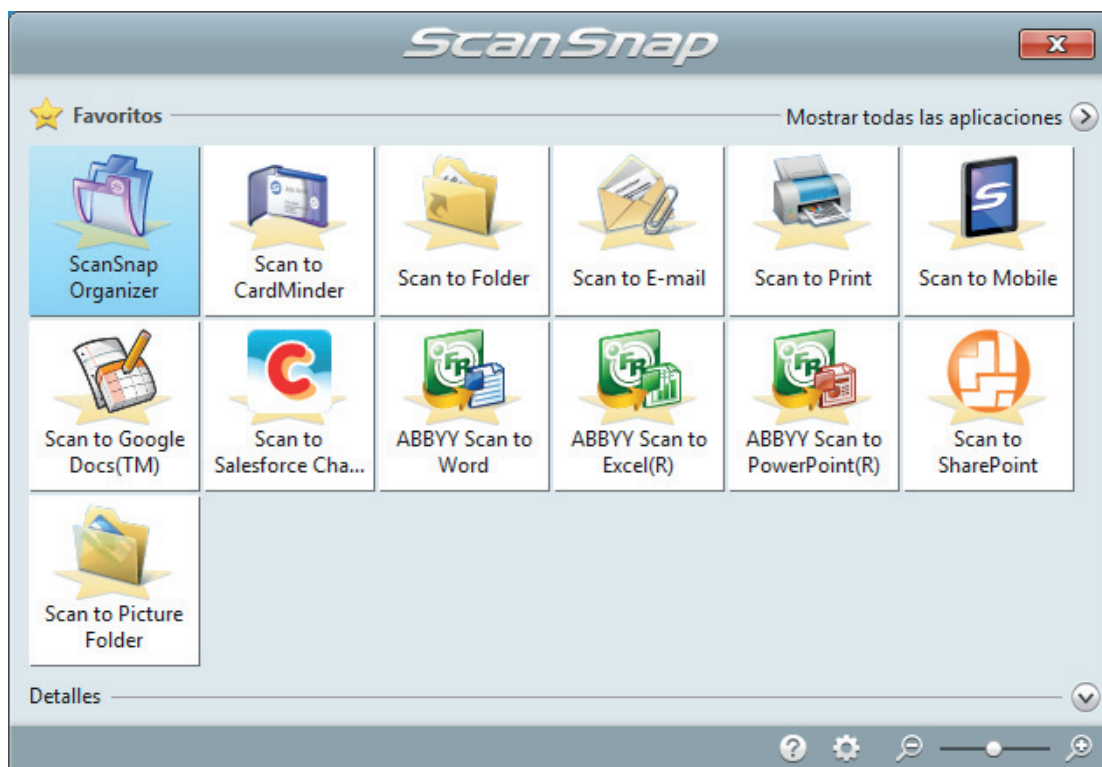 ScanSnap
Favoritos
Mostrar todas las aplicaciones
ScanSnap
Organizer
Scan to
CardMinder
Scan to Folder
Scan to E-mail
Scan to Print
Scan to Mobile
Scan to Google
Docs(TM)
Scan to
Salesforce Cha...
ABBYY Scan to
Word
ABBYY Scan to
Excel(R)
ABBYY Scan to
PowerPoint(R)
Scan to
SharePoint
Scan to Picture
Folder
Detalles